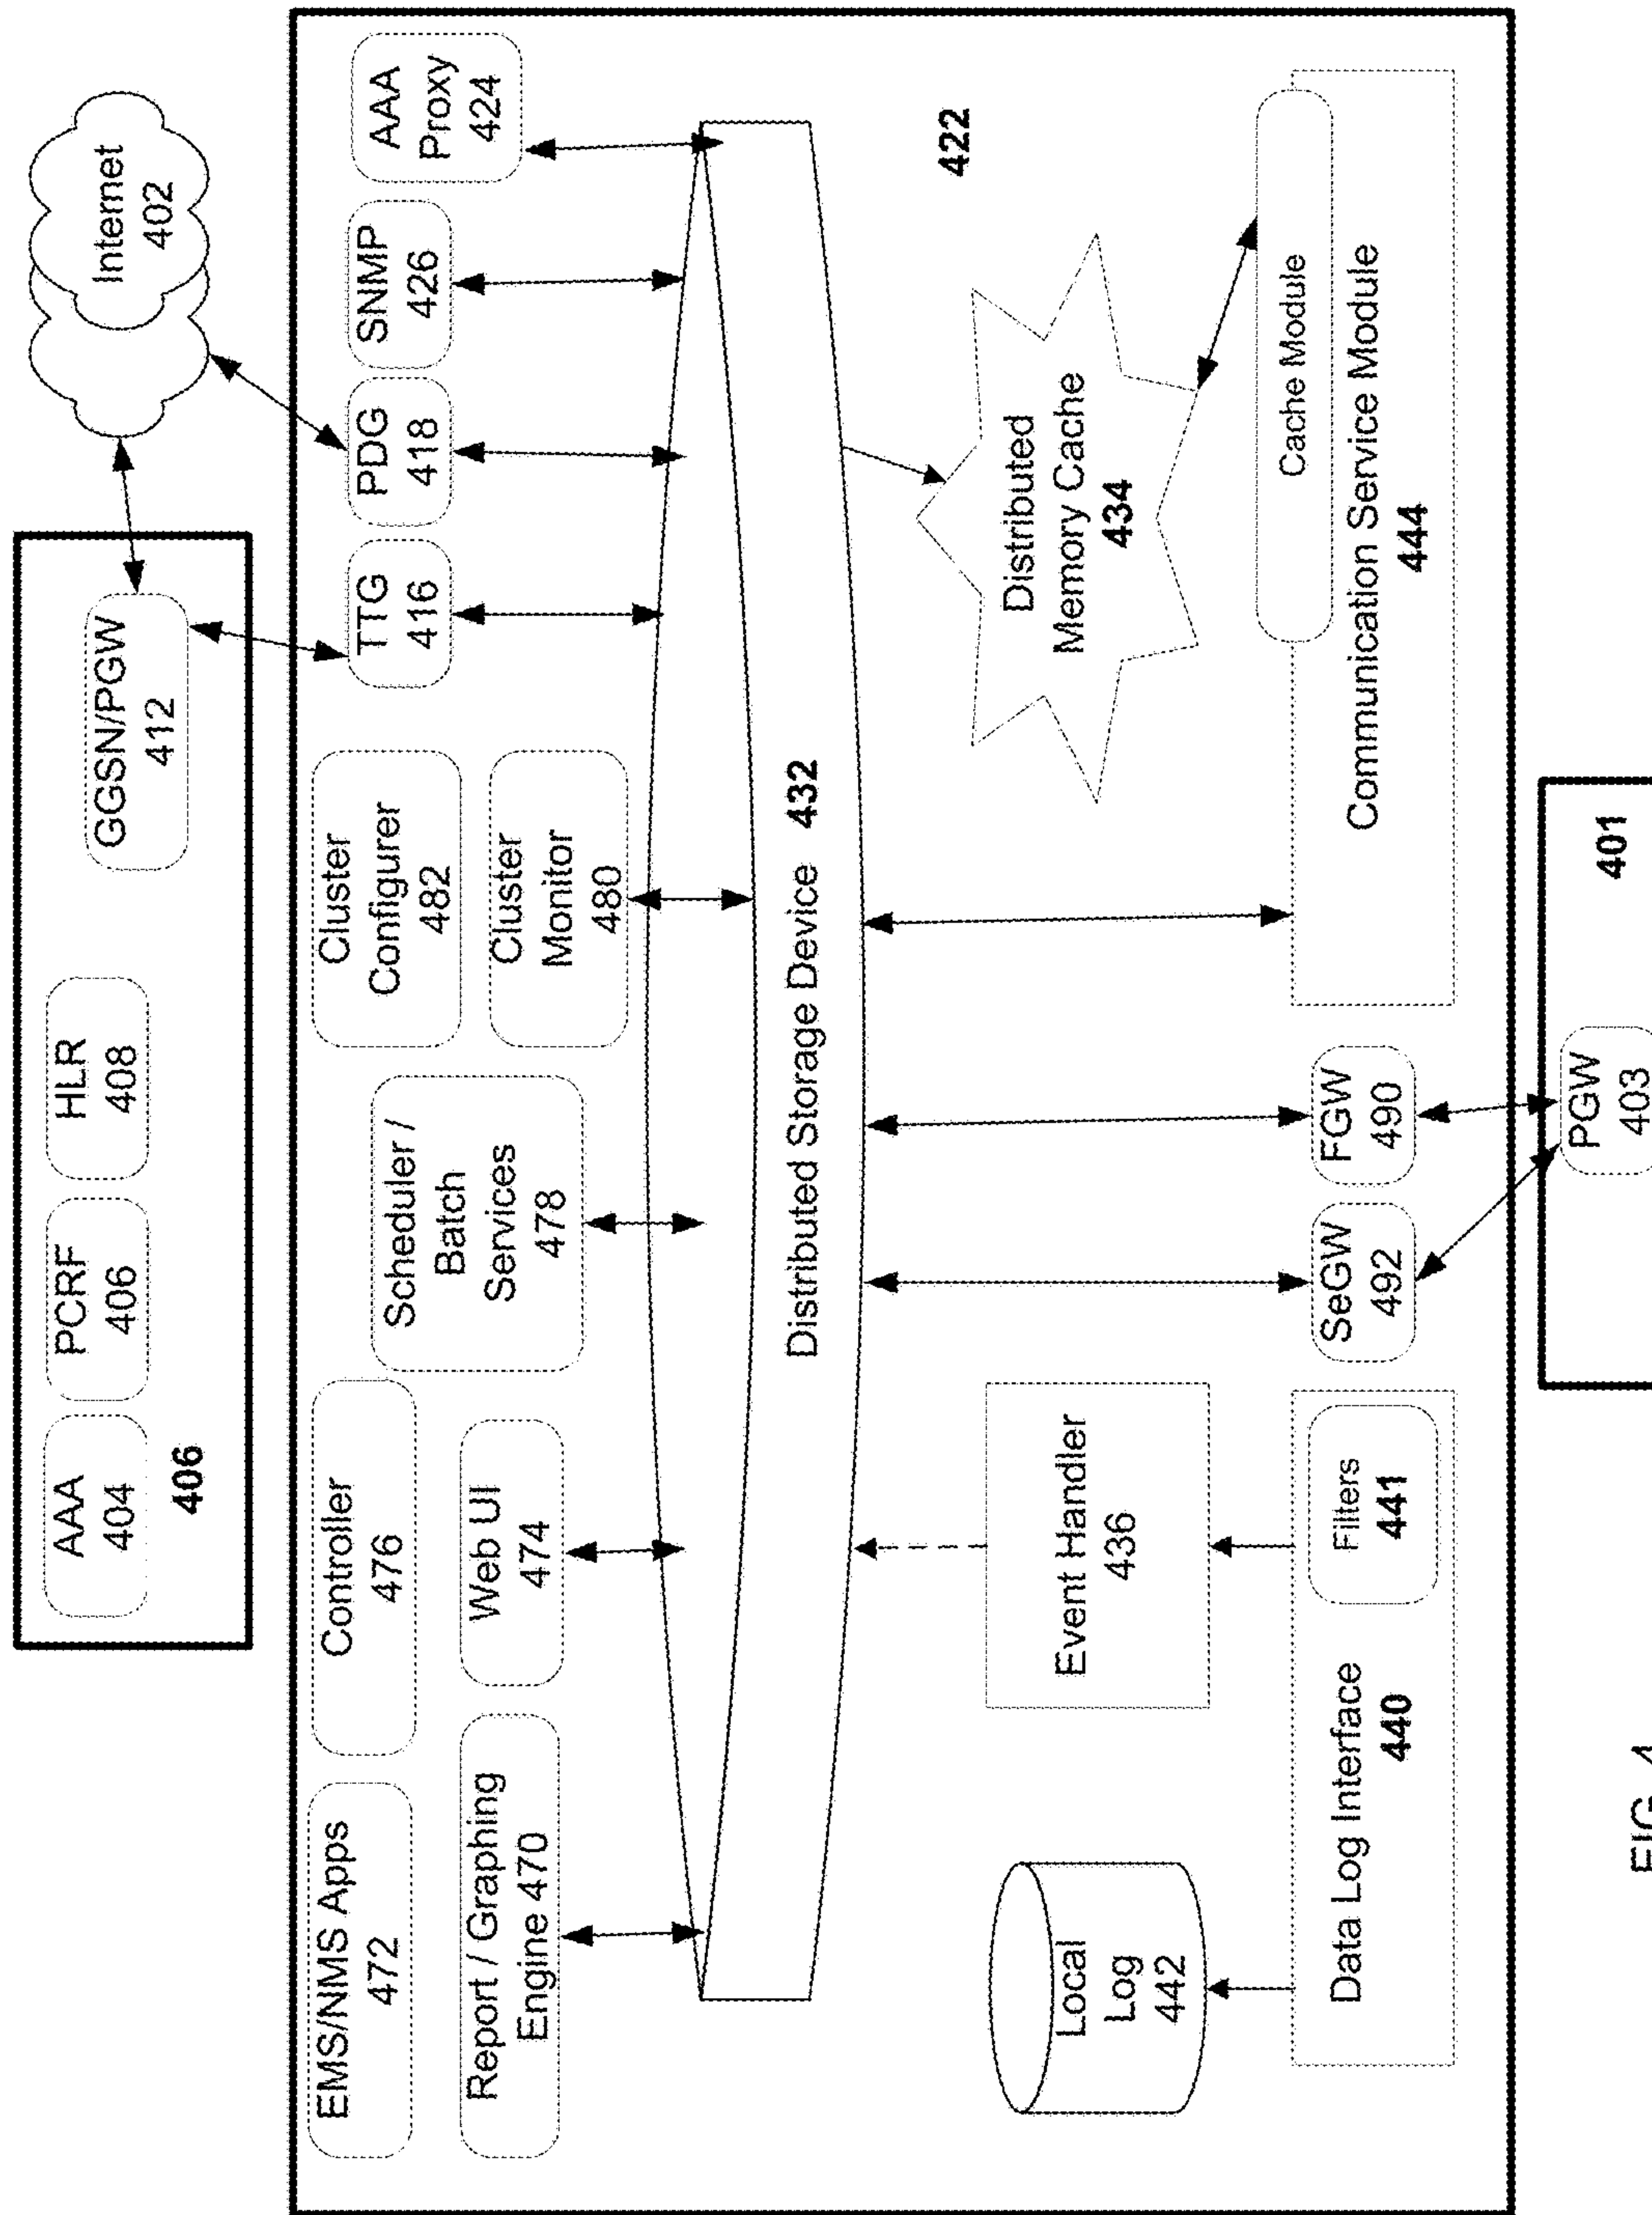 AAA
404
PCRF
406
HLR
408
GGSN/PGW
412
406
Internet
402
EMS/NMS Apps
472
Controller
476
Report / Graphing
Engine 470
Web UI
474
Scheduler /
Batch
Services
478
Cluster
Configurer
482
Cluster
Monitor
480
TTG
416
PDG
418
SNMP
426
AAA
Proxy
424
Distributed Storage Device 432
422
Local
Log
442
Event Handler
436
Distributed
Memory Cache
434
Data Log Interface
440
Filters
441
SeGW
492
FGW
490
Cache Module
Communication Service Module
444
401
PGW
403
FIG. 4